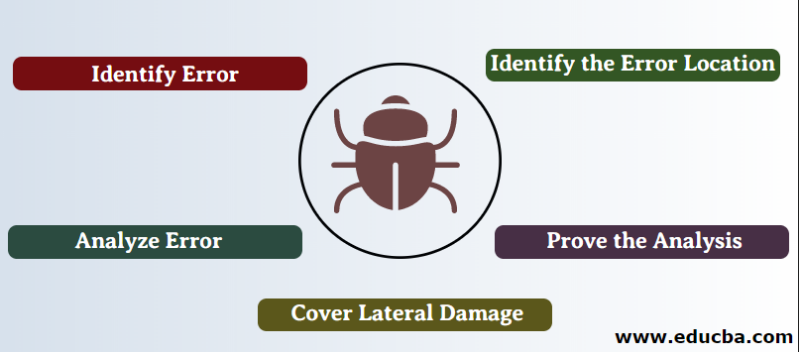 Identify Error
Identify the Error Location
Analyze Error
Prove the Analysis
Cover Lateral Damage
www.educba.com